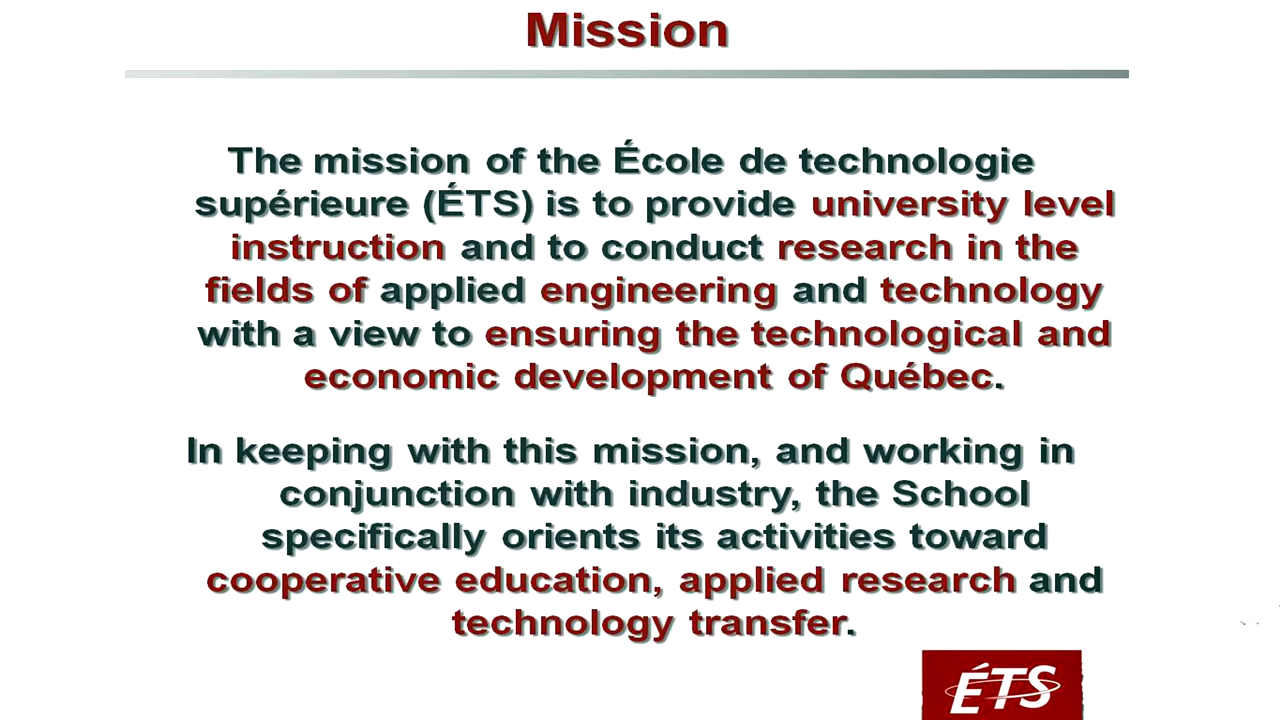 Mission
The mission of the École de technologie
supérieure (ÉTS) is to provide university level
instruction and to conduct research in the
fields of applied engineering and technology
with a view to ensuring the technological and
economic development of Québec.
In keeping with this mission, and working in
conjunction with industry, the School
specifically orients its activities toward
cooperative education, applied research and
technology transfer.
ÉTS